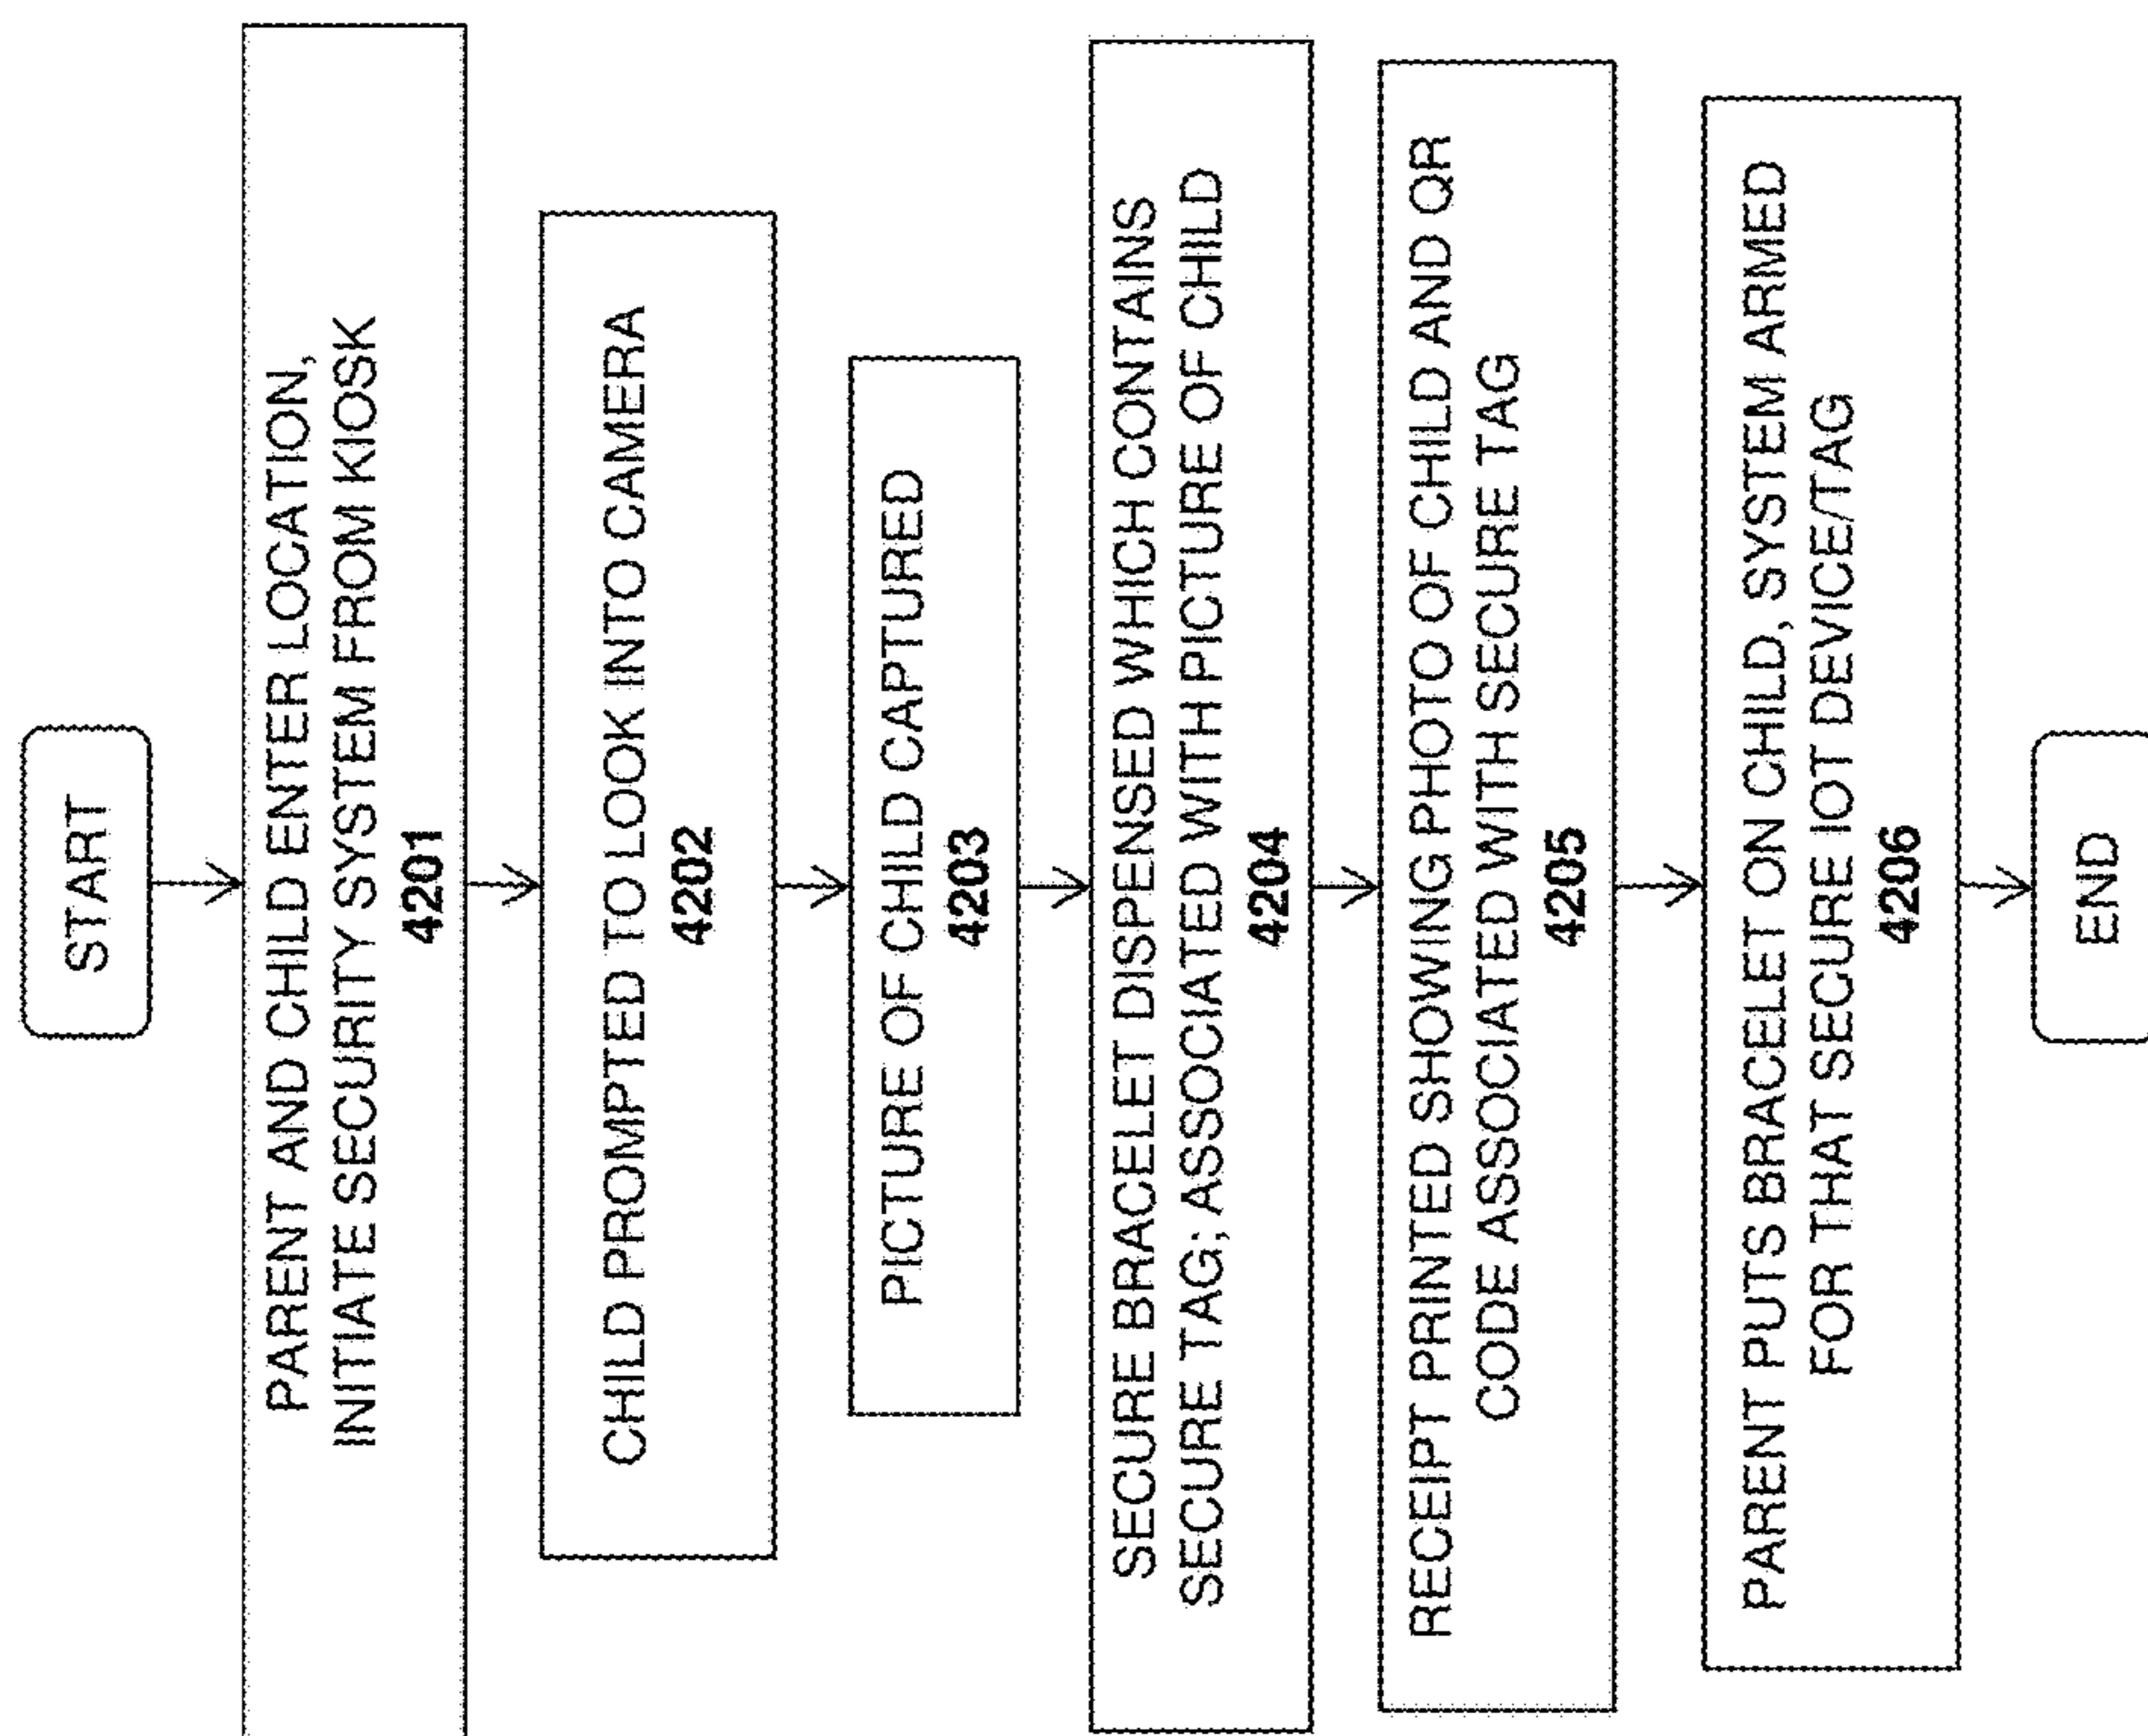 START
PARENT AND CHILD ENTER LOCATION,
INITIATE SECURITY SYSTEM FROM KIOSK
4201
CHILD PROMPTED TO LOOK INTO CAMERA
4202
PICTURE OF CHILD CAPTURED
4203
SECURE BRACELET DISPENSED WHICH CONTAINS
SECURE TAG; ASSOCIATED WITH PICTURE OF CHILD
4204
RECEIPT PRINTED SHOWING PHOTO OF CHILD AND QR
CODE ASSOCIATED WITH SECURE TAG
4205
PARENT PUTS BRACELET ON CHILD, SYSTEM ARMED
FOR THAT SECURE IOT DEVICE/TAG
4206
END